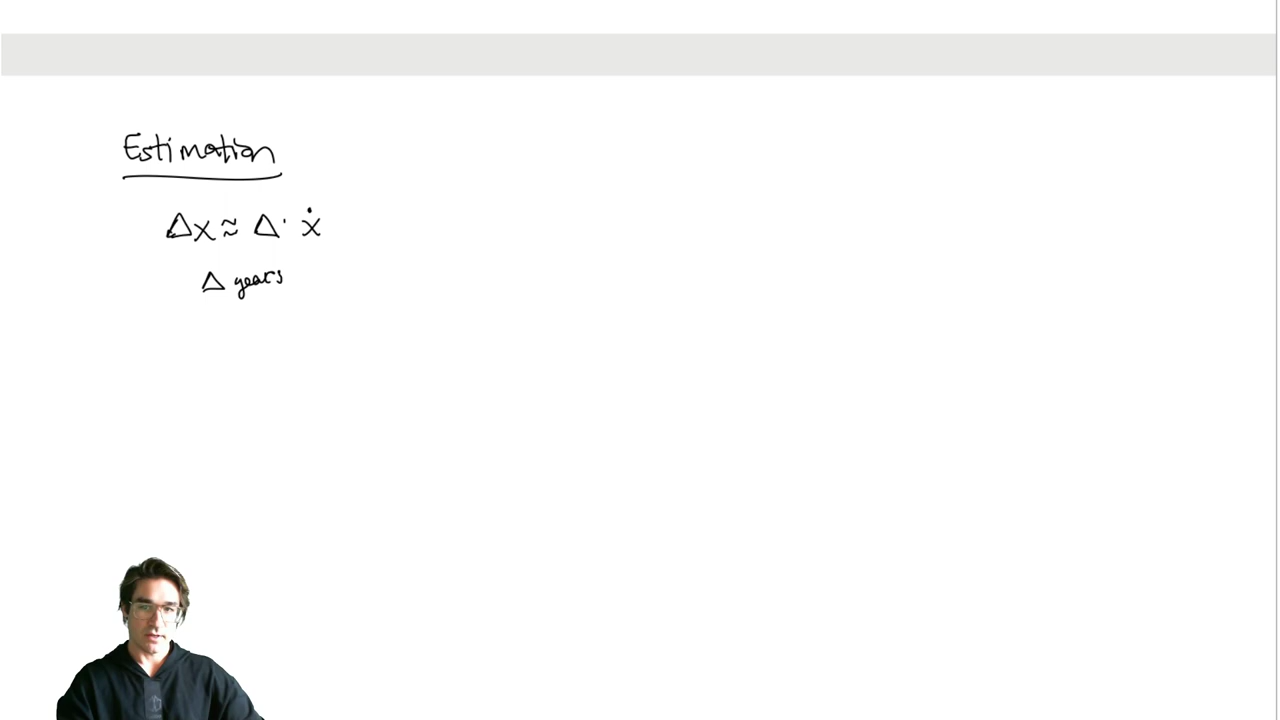 Estimation
Δx ≈ Δ · ẋ
Δ years